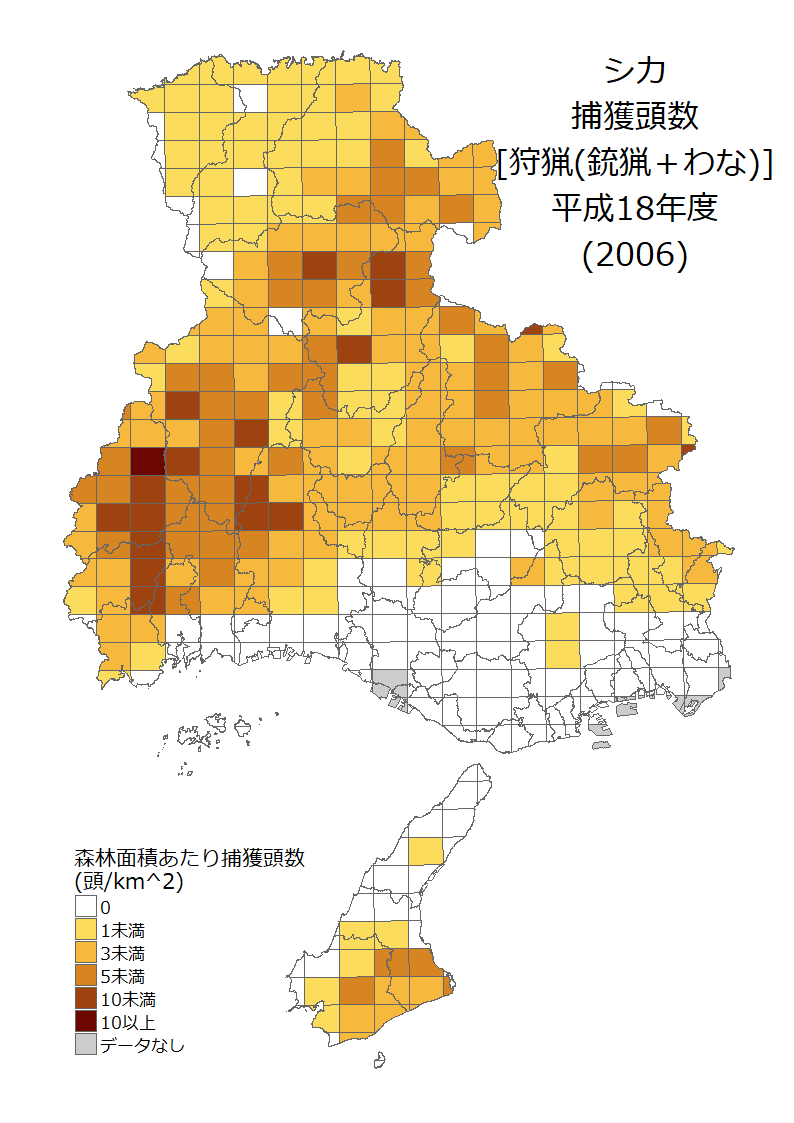 シカ
捕獲頭数
[狩猟(銃猟＋わな)]
平成18年度
(2006)
森林面積あたり捕獲頭数
(頭/km^2)
0
1未満
3未満
5未満
10未満
10以上
データなし